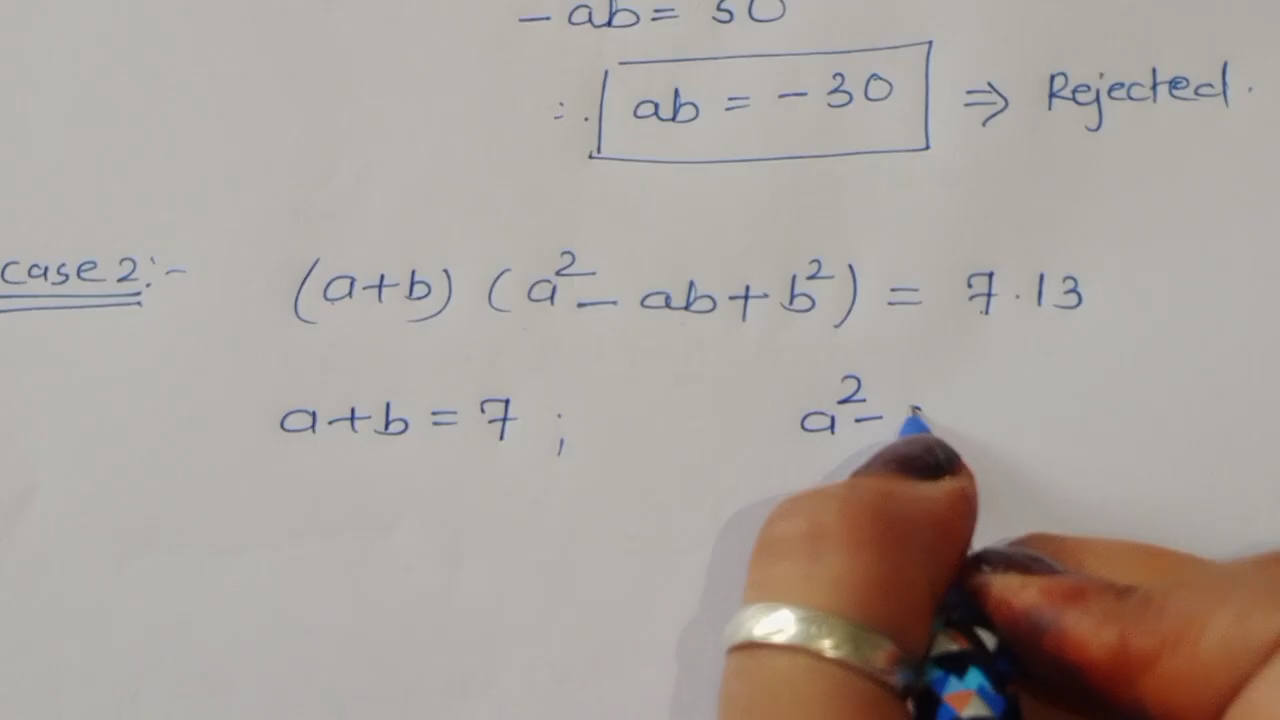 - ab = 30
∴ ab = - 30 ⇒ Rejected.
case 2:- (a+b) (a² - ab + b²) = 7.13
a+b = 7 ; a² -